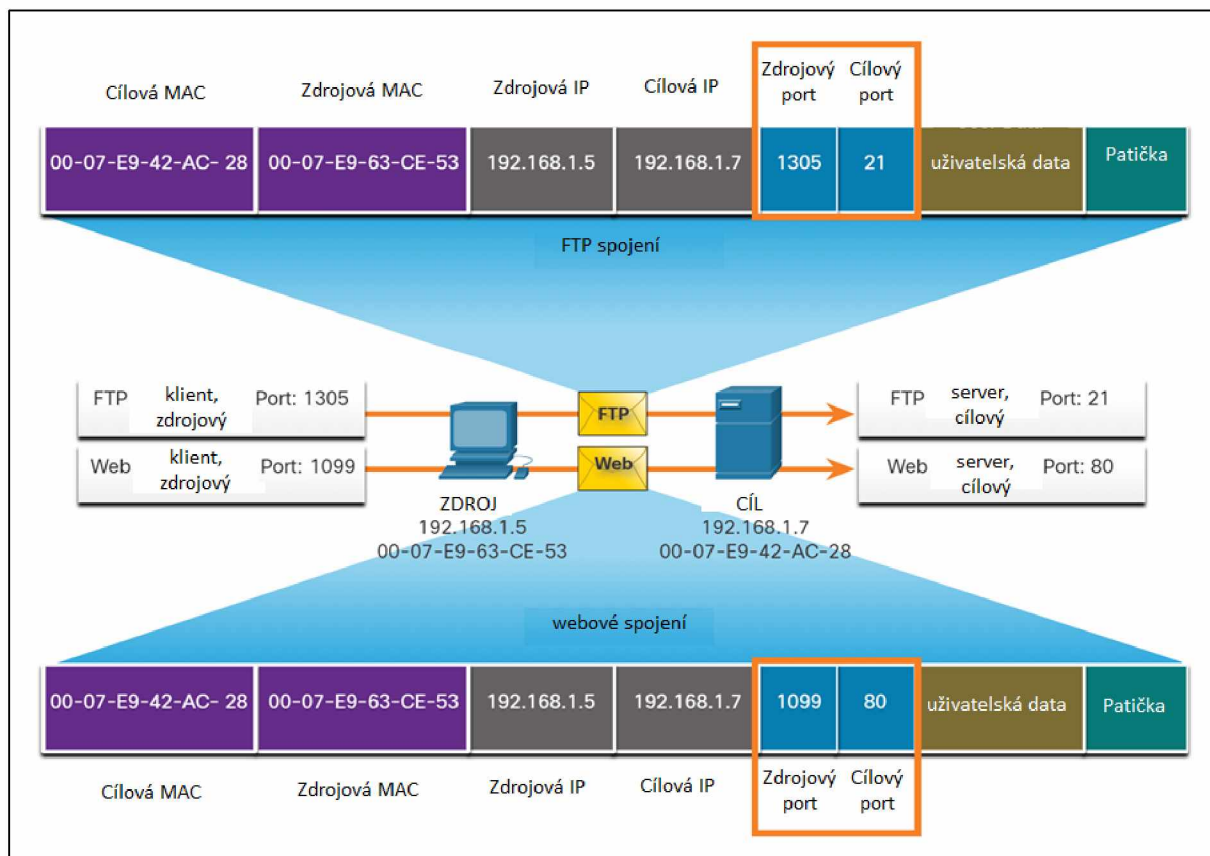 Cílová MAC Zdrojová MAC Zdrojová IP Cílová IP Zdrojový port Cílový port
00-07-E9-42-AC- 28 00-07-E9-63-CE-53 192.168.1.5 192.168.1.7 1305 21 uživatelská data Patička
FTP spojení
FTP klient, zdrojový Port: 1305
FTP
FTP server, cílový Port: 21
Web klient, zdrojový Port: 1099
Web
Web server, cílový Port: 80
ZDROJ
192.168.1.5
00-07-E9-63-CE-53
CÍL
192.168.1.7
00-07-E9-42-AC-28
webové spojení
00-07-E9-42-AC- 28 00-07-E9-63-CE-53 192.168.1.5 192.168.1.7 1099 80 uživatelská data Patička
Cílová MAC Zdrojová MAC Zdrojová IP Cílová IP Zdrojový port Cílový port